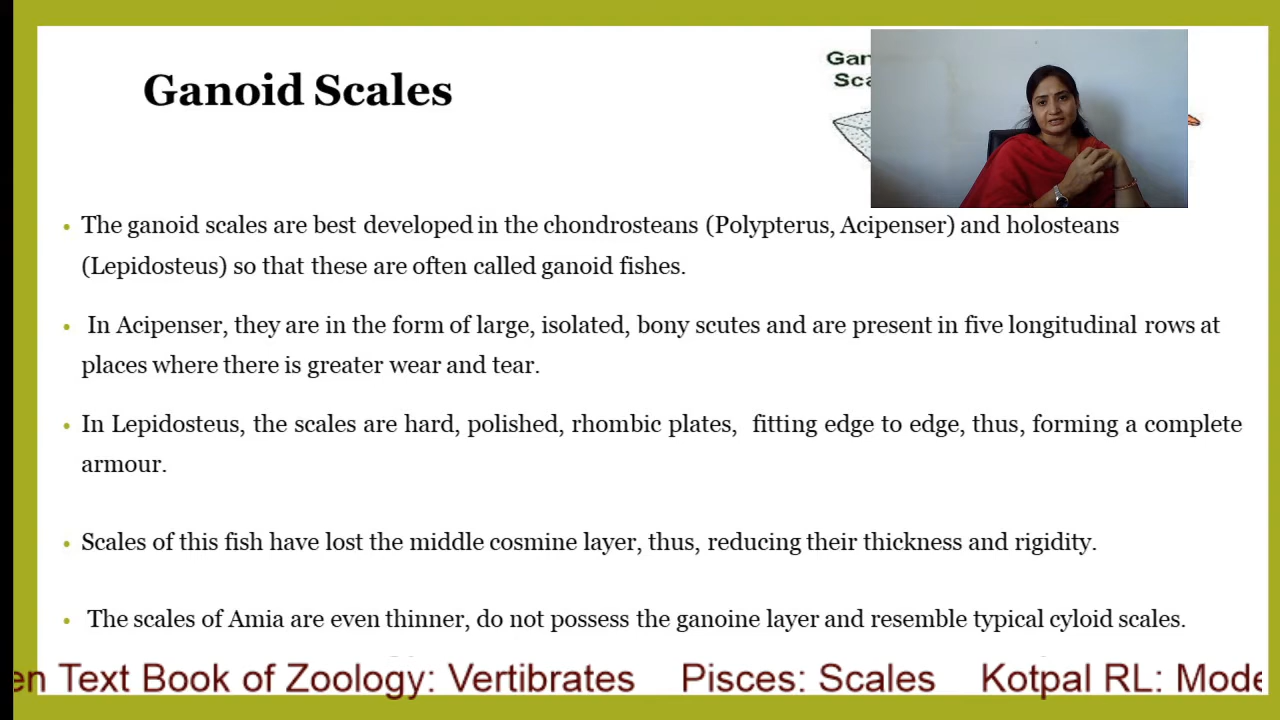 Ganoid Scales
The ganoid scales are best developed in the chondrosteans (Polypterus, Acipenser) and holosteans
(Lepidosteus) so that these are often called ganoid fishes.
In Acipenser, they are in the form of large, isolated, bony scutes and are present in five longitudinal rows at
places where there is greater wear and tear.
In Lepidosteus, the scales are hard, polished, rhombic plates, fitting edge to edge, thus, forming a complete
armour.
Scales of this fish have lost the middle cosmine layer, thus, reducing their thickness and rigidity.
The scales of Amia are even thinner, do not possess the ganoine layer and resemble typical cyloid scales.
Text Book of Zoology: Vertibrates Pisces: Scales Kotpal RL: